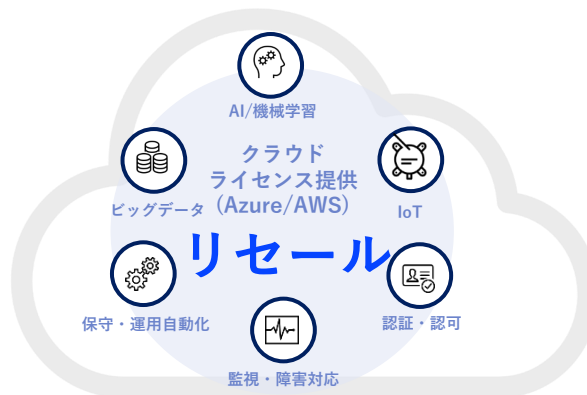 AI/機械学習
クラウド
ライセンス提供
(Azure/AWS)
ビッグデータ
IoT
リセール
保守・運用自動化
認証・認可
監視・障害対応